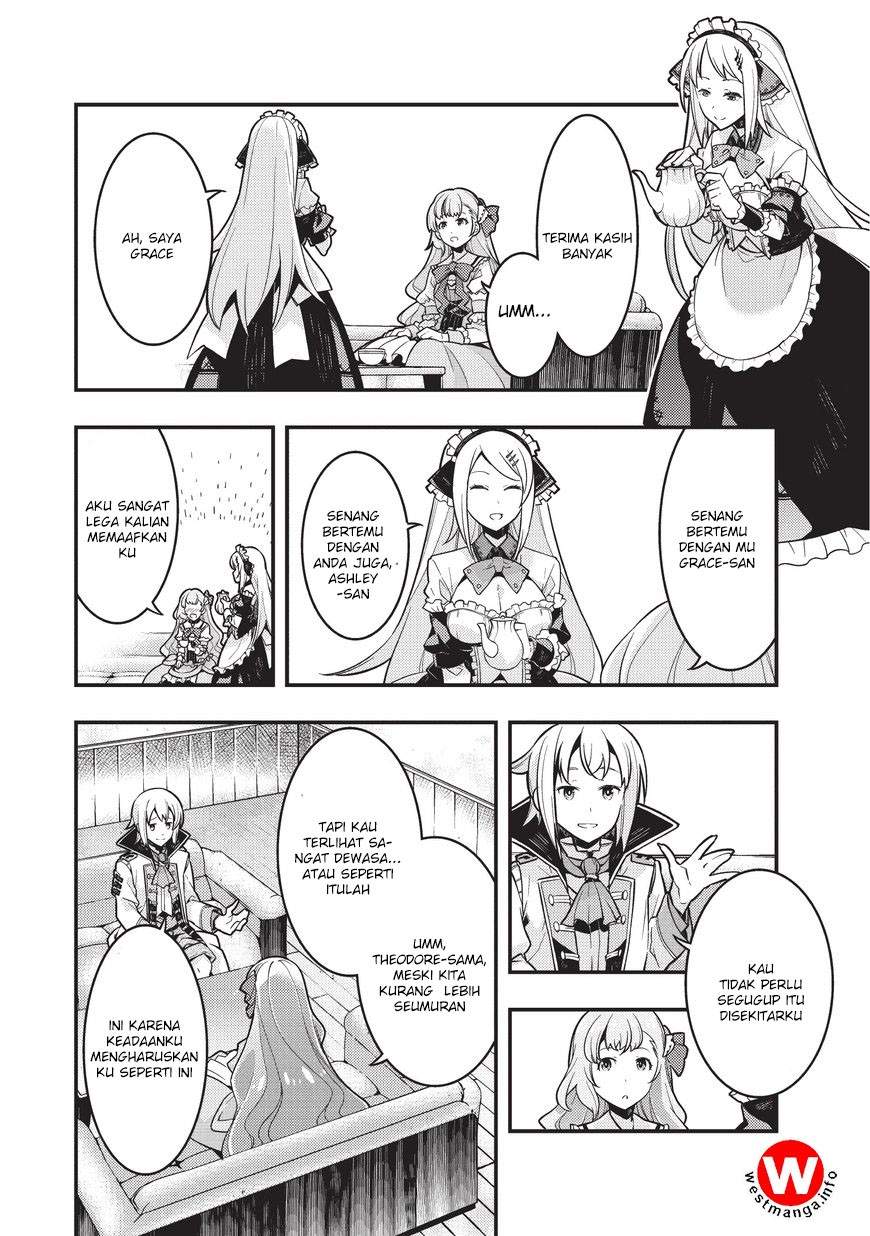 TERIMA KASIH
BANYAK
UMM...
AH, SAYA
GRACE
SENANG
BERTEMU
DENGAN MU
GRACE-SAN
SENANG
BERTEMU
DENGAN
ANDA JUGA,
ASHLEY
-SAN
AKU SANGAT
LEGA KALIAN
MEMAAFKAN
KU
KAU
TIDAK PERLU
SEGUGUP ITU
DISEKITARKU
UMM,
THEODORE-SAMA,
MESKI KITA
KURANG LEBIH
SEUMURAN
TAPI KAU
TERLIHAT SA-
NGAT DEWASA...
ATAU SEPERTI
ITULAH
INI KARENA
KEADAANKU
MENGHARUSKAN
KU SEPERTI INI
W
westmanga.info